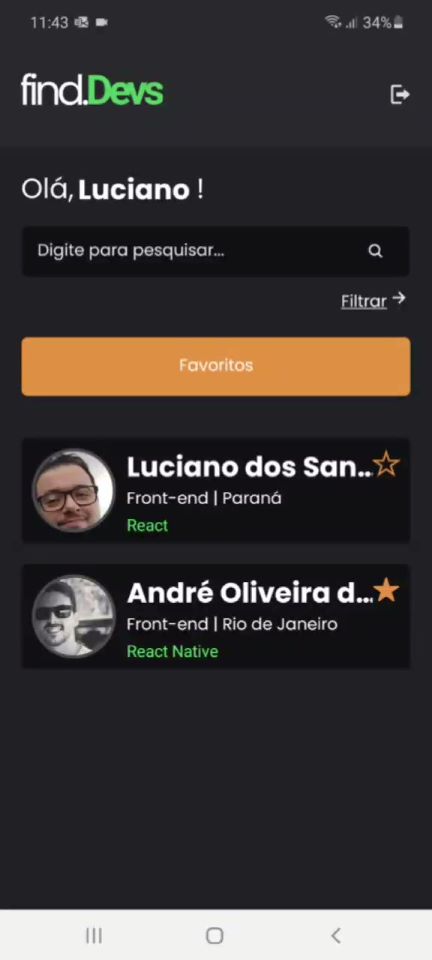 11:43
34%
find.Devs
Olá, Luciano !
Digite para pesquisar...
Filtrar
Favoritos
Luciano dos San...
Front-end | Paraná
React
André Oliveira d...
Front-end | Rio de Janeiro
React Native